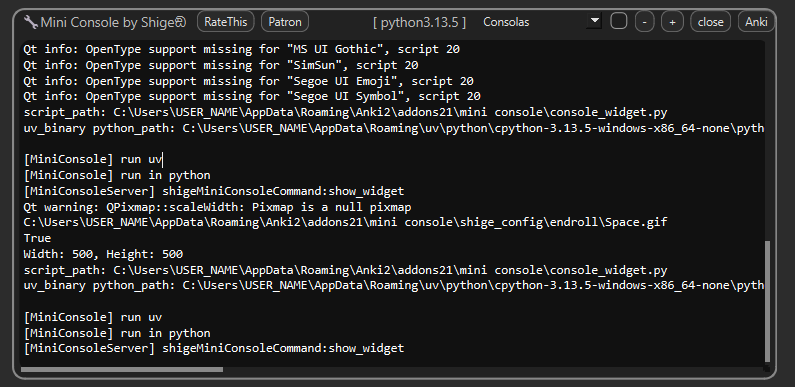 Mini Console by Shigeඞ RateThis Patron [ python3.13.5 ] Consolas - + close Anki
Qt info: OpenType support missing for "MS UI Gothic", script 20
Qt info: OpenType support missing for "SimSun", script 20
Qt info: OpenType support missing for "Segoe UI Emoji", script 20
Qt info: OpenType support missing for "Segoe UI Symbol", script 20
script_path: C:\Users\USER_NAME\AppData\Roaming\Anki2\addons21\mini console\console_widget.py
uv_binary python_path: C:\Users\USER_NAME\AppData\Roaming\uv\python\cpython-3.13.5-windows-x86_64-none\pyth
[MiniConsole] run uv
[MiniConsole] run in python
[MiniConsoleServer] shigeMiniConsoleCommand:show_widget
Qt warning: QPixmap::scaleWidth: Pixmap is a null pixmap
C:\Users\USER_NAME\AppData\Roaming\Anki2\addons21\mini console\shige_config\endroll\Space.gif
True
Width: 500, Height: 500
script_path: C:\Users\USER_NAME\AppData\Roaming\Anki2\addons21\mini console\console_widget.py
uv_binary python_path: C:\Users\USER_NAME\AppData\Roaming\uv\python\cpython-3.13.5-windows-x86_64-none\pyth
[MiniConsole] run uv
[MiniConsole] run in python
[MiniConsoleServer] shigeMiniConsoleCommand:show_widget